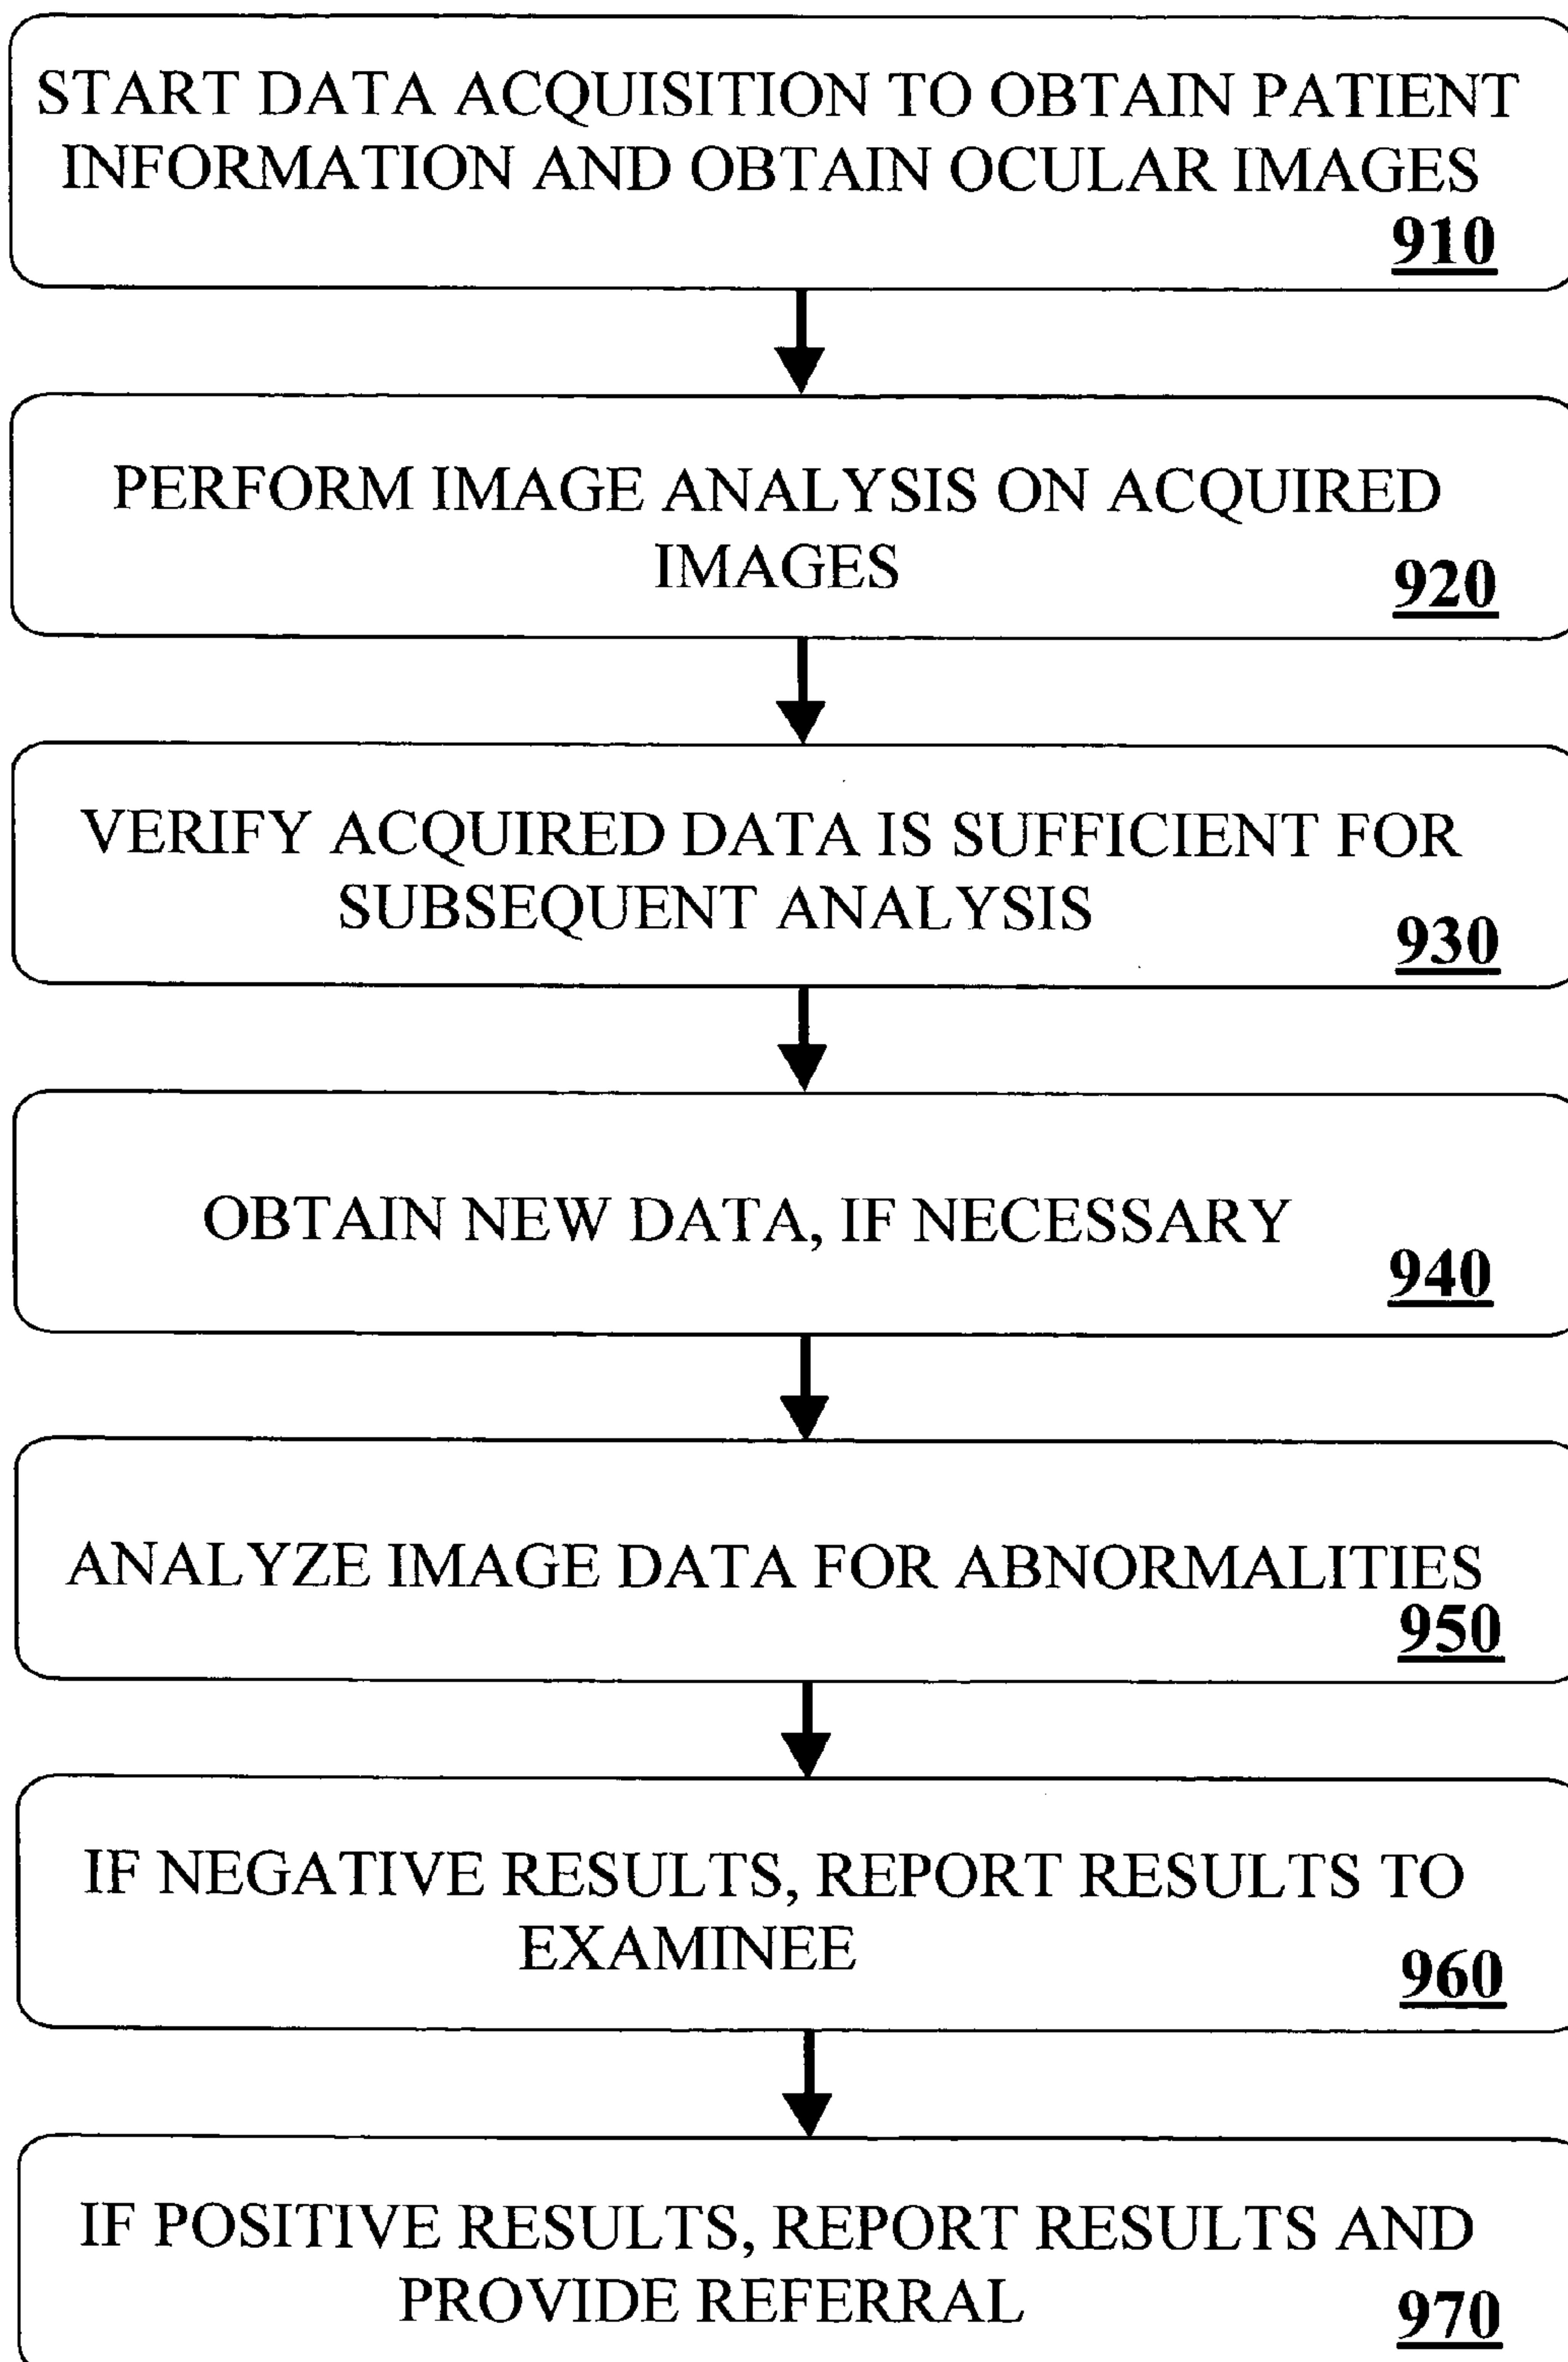 START DATA ACQUISITION TO OBTAIN PATIENT
INFORMATION AND OBTAIN OCULAR IMAGES
910
PERFORM IMAGE ANALYSIS ON ACQUIRED
IMAGES
920
VERIFY ACQUIRED DATA IS SUFFICIENT FOR
SUBSEQUENT ANALYSIS
930
OBTAIN NEW DATA, IF NECESSARY
940
ANALYZE IMAGE DATA FOR ABNORMALITIES
950
IF NEGATIVE RESULTS, REPORT RESULTS TO
EXAMINEE
960
IF POSITIVE RESULTS, REPORT RESULTS AND
PROVIDE REFERRAL
970